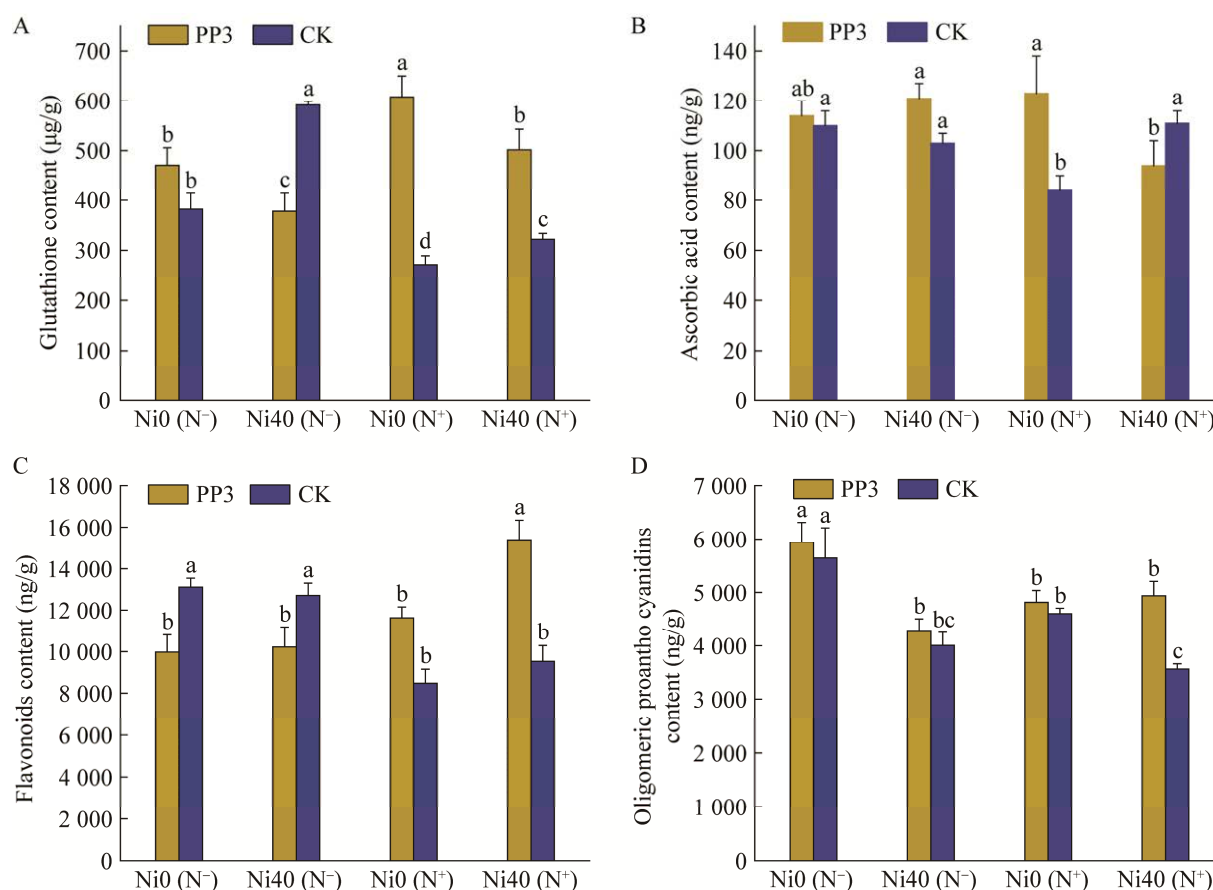 A
PP3 CK
Glutathione content (μg/g)
700
600
500
400
300
200
100
0
b b c a a d b c
Ni0 (N⁻) Ni40 (N⁻) Ni0 (N⁺) Ni40 (N⁺)
B
PP3 CK
Ascorbic acid content (ng/g)
140
120
100
80
60
40
20
0
ab a a a a b b a
Ni0 (N⁻) Ni40 (N⁻) Ni0 (N⁺) Ni40 (N⁺)
C
PP3 CK
Flavonoids content (ng/g)
18 000
16 000
14 000
12 000
10 000
8 000
6 000
4 000
2 000
0
b a b a b b a b
Ni0 (N⁻) Ni40 (N⁻) Ni0 (N⁺) Ni40 (N⁺)
D
PP3 CK
Oligomeric proantho cyanidins
content (ng/g)
7 000
6 000
5 000
4 000
3 000
2 000
1 000
0
a a b bc b b b c
Ni0 (N⁻) Ni40 (N⁻) Ni0 (N⁺) Ni40 (N⁺)